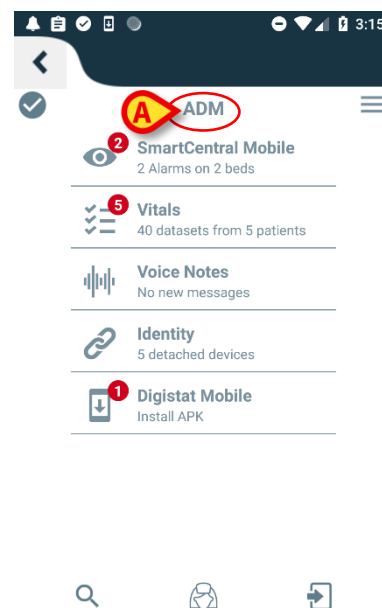 3:15
A
ADM
2
SmartCentral Mobile
2 Alarms on 2 beds
5
Vitals
40 datasets from 5 patients
Voice Notes
No new messages
Identity
5 detached devices
1
Digistat Mobile
Install APK